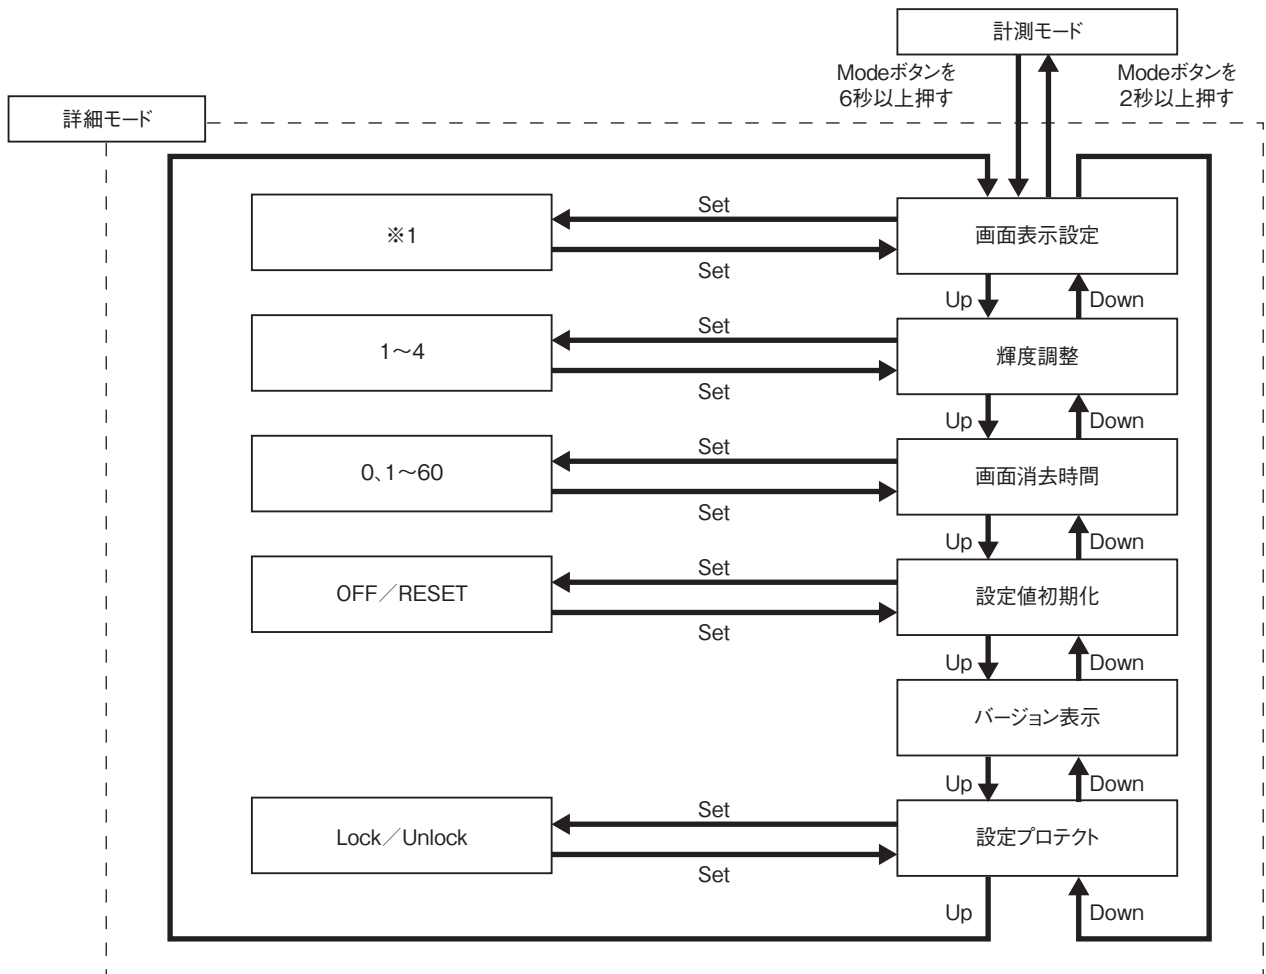 計測モード
Modeボタンを
6秒以上押す
Modeボタンを
2秒以上押す
詳細モード
※1
Set
Set
画面表示設定
Up
Down
1～4
Set
Set
輝度調整
Up
Down
0、1～60
Set
Set
画面消去時間
Up
Down
OFF／RESET
Set
Set
設定値初期化
Up
Down
バージョン表示
Up
Down
Lock／Unlock
Set
Set
設定プロテクト
Up
Down